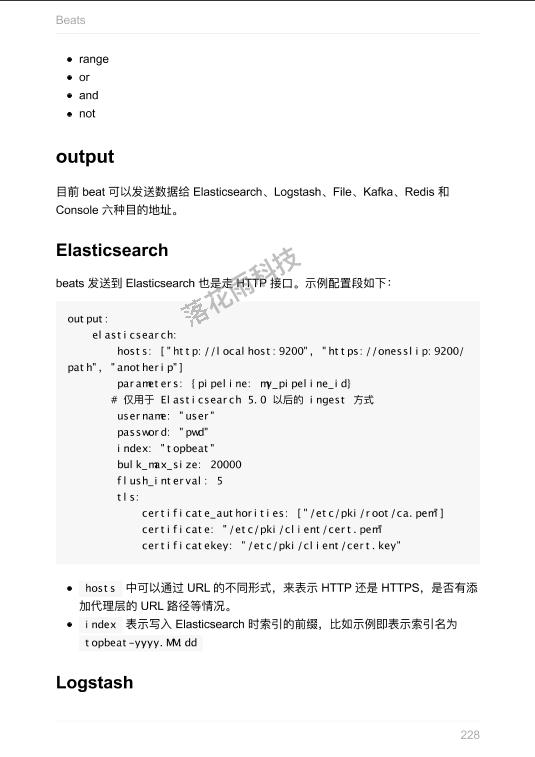 Beats
range
or
and
not
output
目前 beat 可以发送数据给 Elasticsearch、Logstash、File、Kafka、Redis 和
Console 六种目的地址。
Elasticsearch
beats 发送到 Elasticsearch 也是走 HTTP 接口。示例配置段如下：
落花雨科技
output:
    elasticsearch:
        hosts: ["http://localhost:9200", "https://onesslip:9200/
path", "anotherip"]
        parameters: {pipeline: my_pipeline_id}
       # 仅用于 Elasticsearch 5.0 以后的 ingest 方式
        username: "user"
        password: "pwd"
        index: "topbeat"
        bulk_max_size: 20000
        flush_interval: 5
        tls:
            certificate_authorities: ["/etc/pki/root/ca.pem"]
            certificate: "/etc/pki/client/cert.pem"
            certificatekey: "/etc/pki/client/cert.key"
hosts 中可以通过 URL 的不同形式，来表示 HTTP 还是 HTTPS，是否有添
加代理层的 URL 路径等情况。
index 表示写入 Elasticsearch 时索引的前缀，比如示例即表示索引名为
topbeat-yyyy.MM.dd
Logstash
228